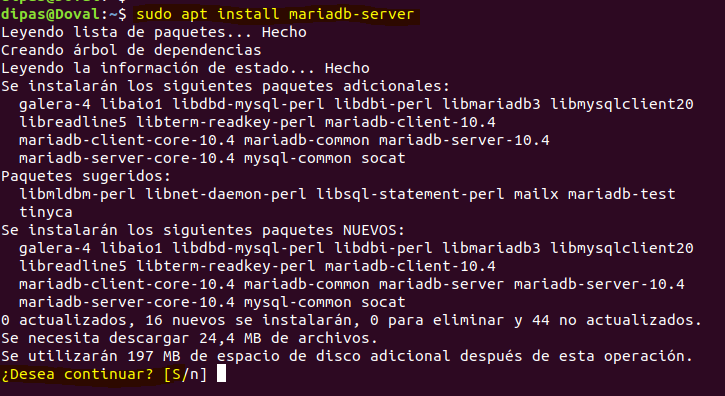 dipas@Doval:~$ sudo apt install mariadb-server
Leyendo lista de paquetes... Hecho
Creando árbol de dependencias
Leyendo la información de estado... Hecho
Se instalarán los siguientes paquetes adicionales:
  galera-4 libaio1 libdbd-mysql-perl libdbi-perl libmariadb3 libmysqlclient20
  libreadline5 libterm-readkey-perl mariadb-client-10.4
  mariadb-client-core-10.4 mariadb-common mariadb-server-10.4
  mariadb-server-core-10.4 mysql-common socat
Paquetes sugeridos:
  libmldbm-perl libnet-daemon-perl libsql-statement-perl mailx mariadb-test
  tinyca
Se instalarán los siguientes paquetes NUEVOS:
  galera-4 libaio1 libdbd-mysql-perl libdbi-perl libmariadb3 libmysqlclient20
  libreadline5 libterm-readkey-perl mariadb-client-10.4
  mariadb-client-core-10.4 mariadb-common mariadb-server mariadb-server-10.4
  mariadb-server-core-10.4 mysql-common socat
0 actualizados, 16 nuevos se instalarán, 0 para eliminar y 44 no actualizados.
Se necesita descargar 24,4 MB de archivos.
Se utilizarán 197 MB de espacio de disco adicional después de esta operación.
¿Desea continuar? [S/n]